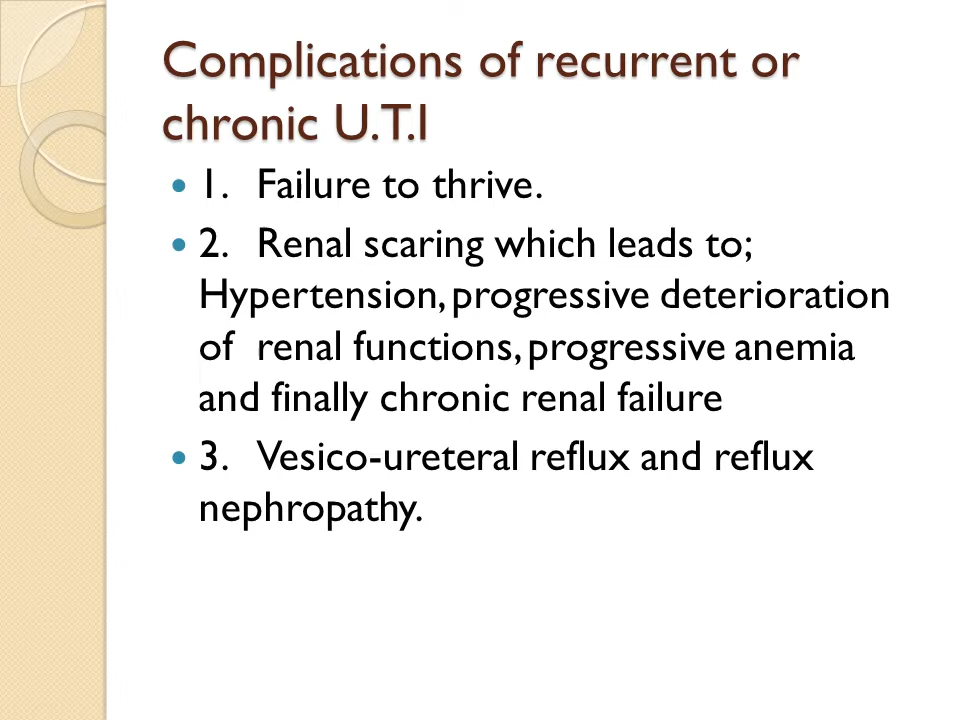 Complications of recurrent or
chronic U.T.I
• 1. Failure to thrive.
• 2. Renal scaring which leads to;
Hypertension, progressive deterioration
of renal functions, progressive anemia
and finally chronic renal failure
• 3. Vesico-ureteral reflux and reflux
nephropathy.